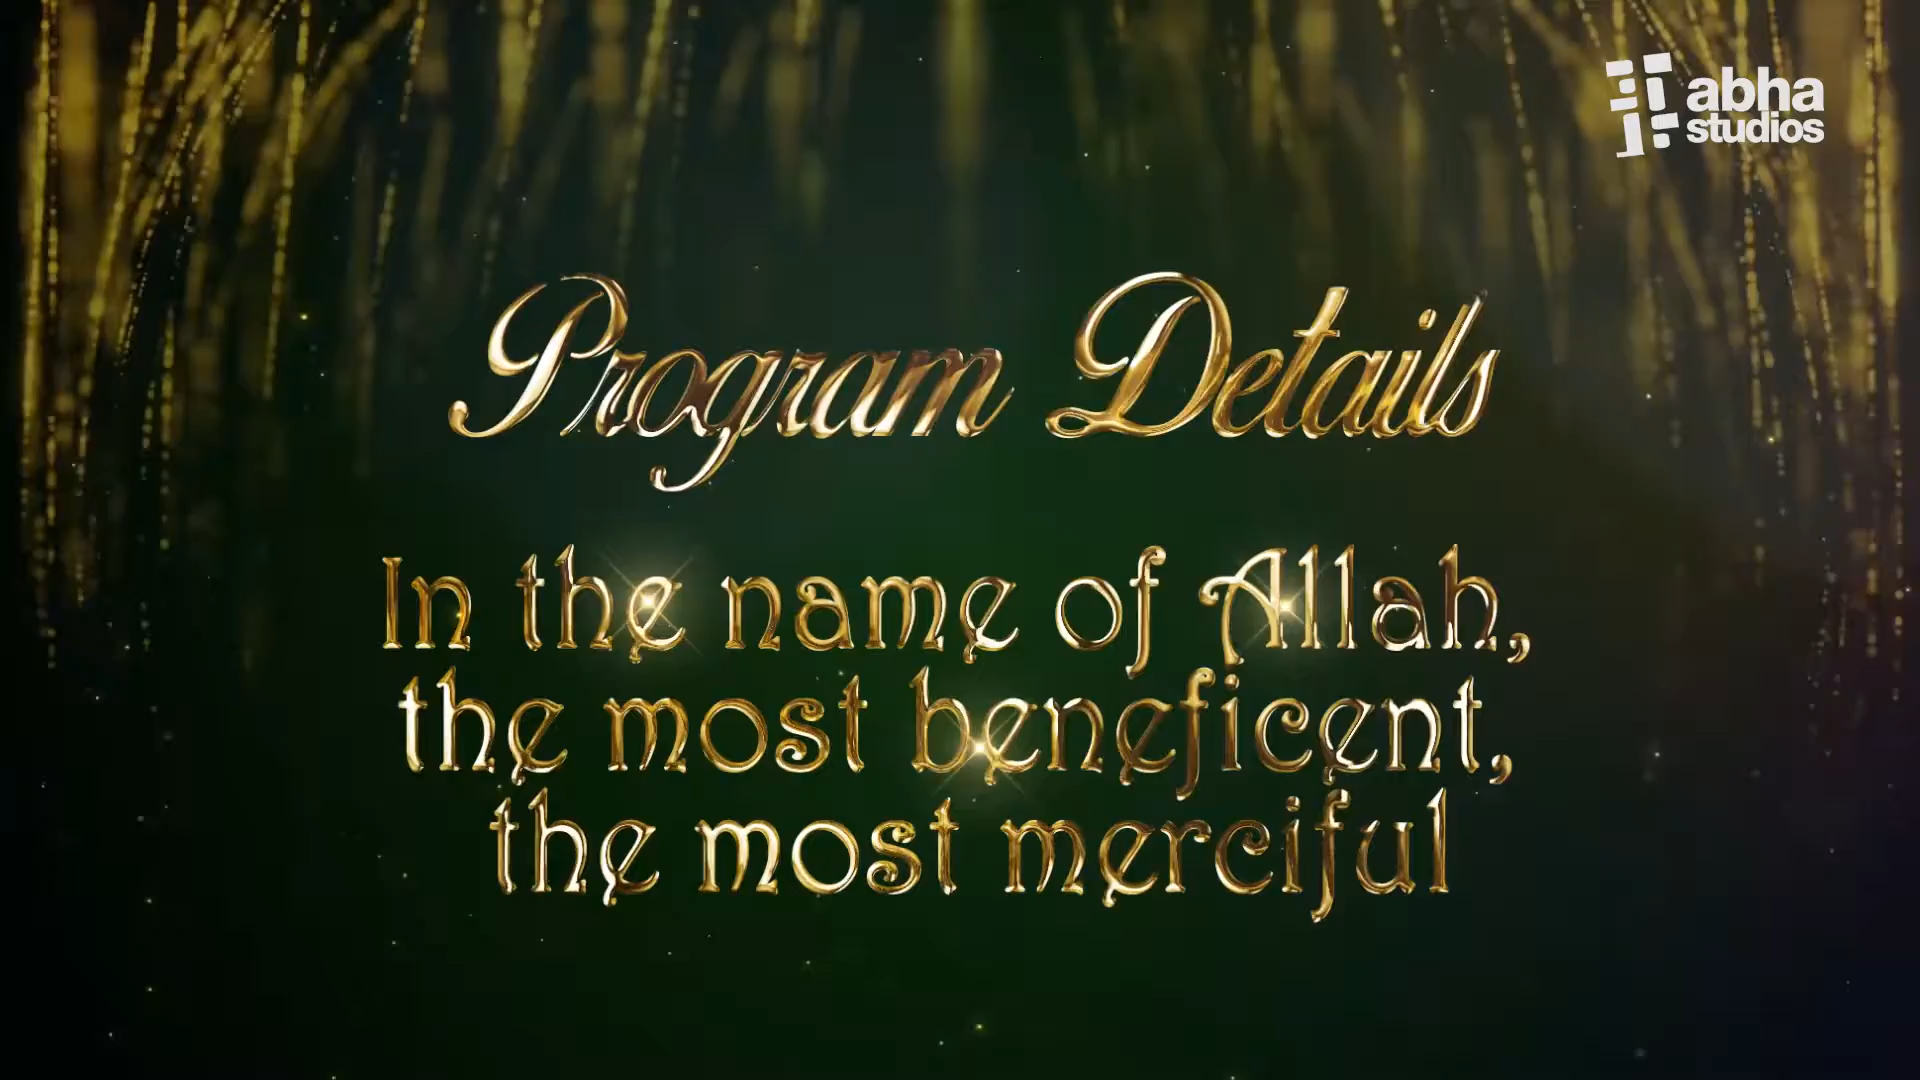 abha
studios
Program Details
In the name of Allah,
the most beneficent,
the most merciful